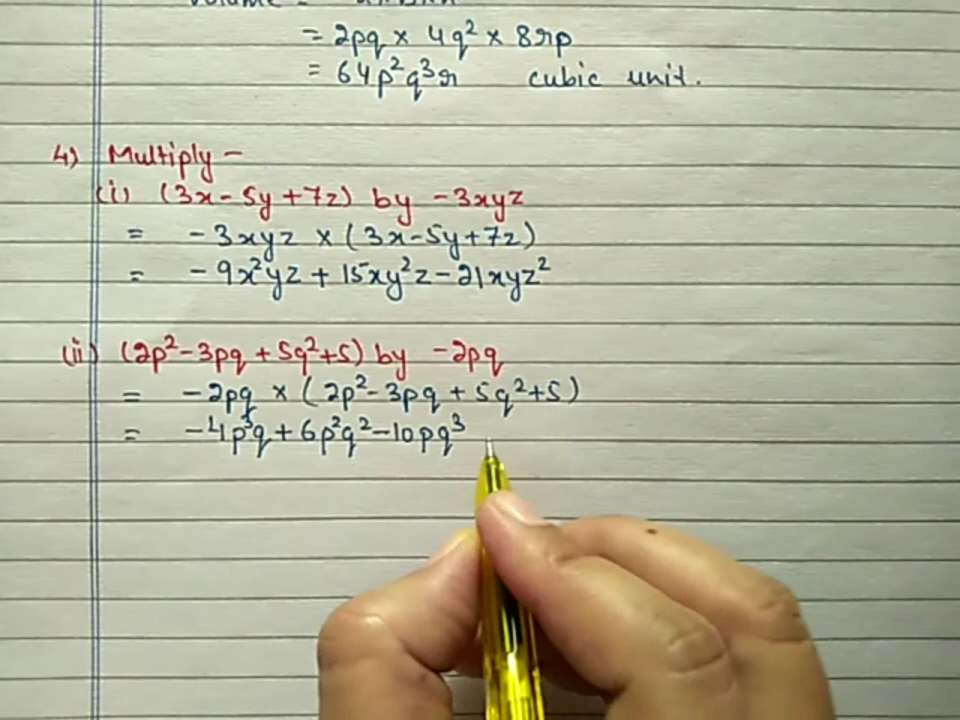 = 2pq × 4q² × 8rp
= 64p²q³r cubic unit.
4) Multiply –
(i) (3x-5y+7z) by -3xyz
= -3xyz × (3x-5y+7z)
= -9x²yz + 15xy²z - 21xyz²
(ii) (2p²-3pq+5q²+5) by -2pq
= -2pq × (2p²-3pq+5q²+5)
= -4p³q + 6p²q² - 10pq³